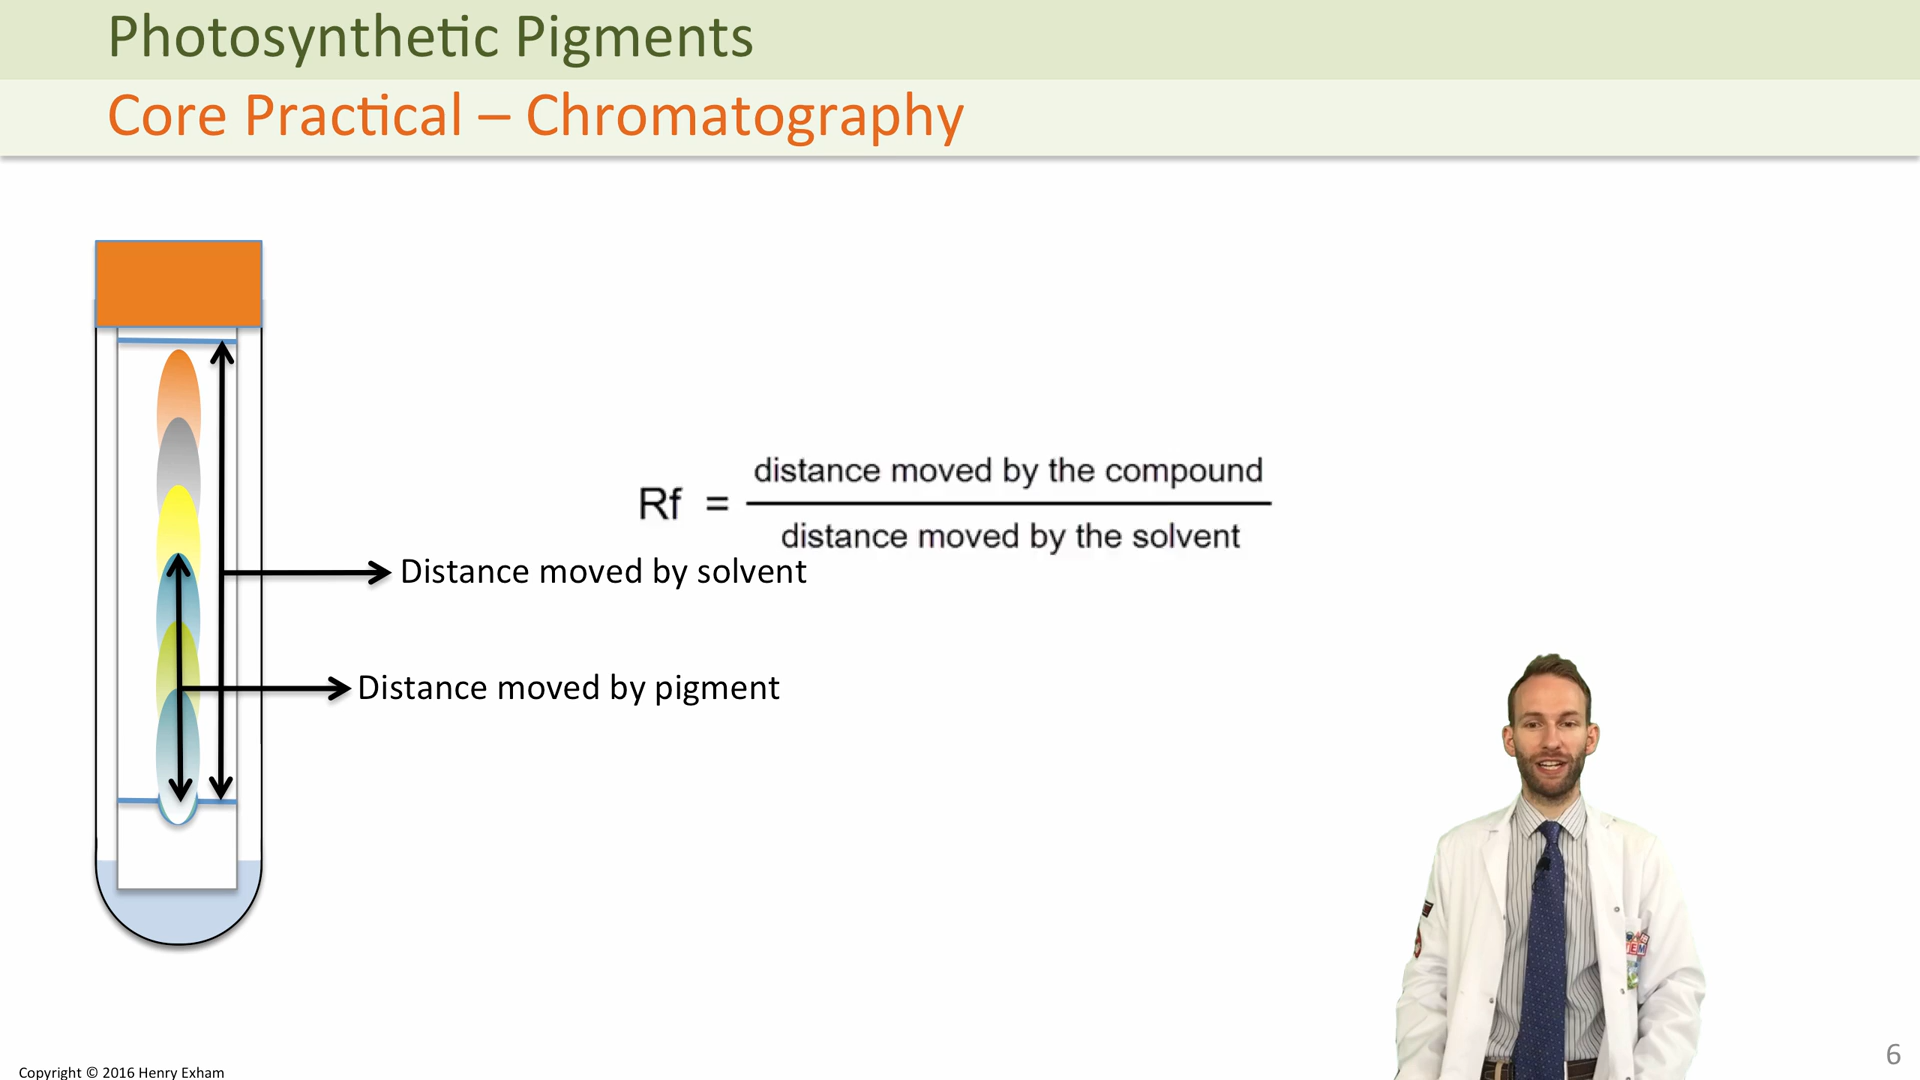 Photosynthetic Pigments
Core Practical – Chromatography
Rf = distance moved by the compound
distance moved by the solvent
Distance moved by solvent
Distance moved by pigment
6
Copyright © 2016 Henry Exham